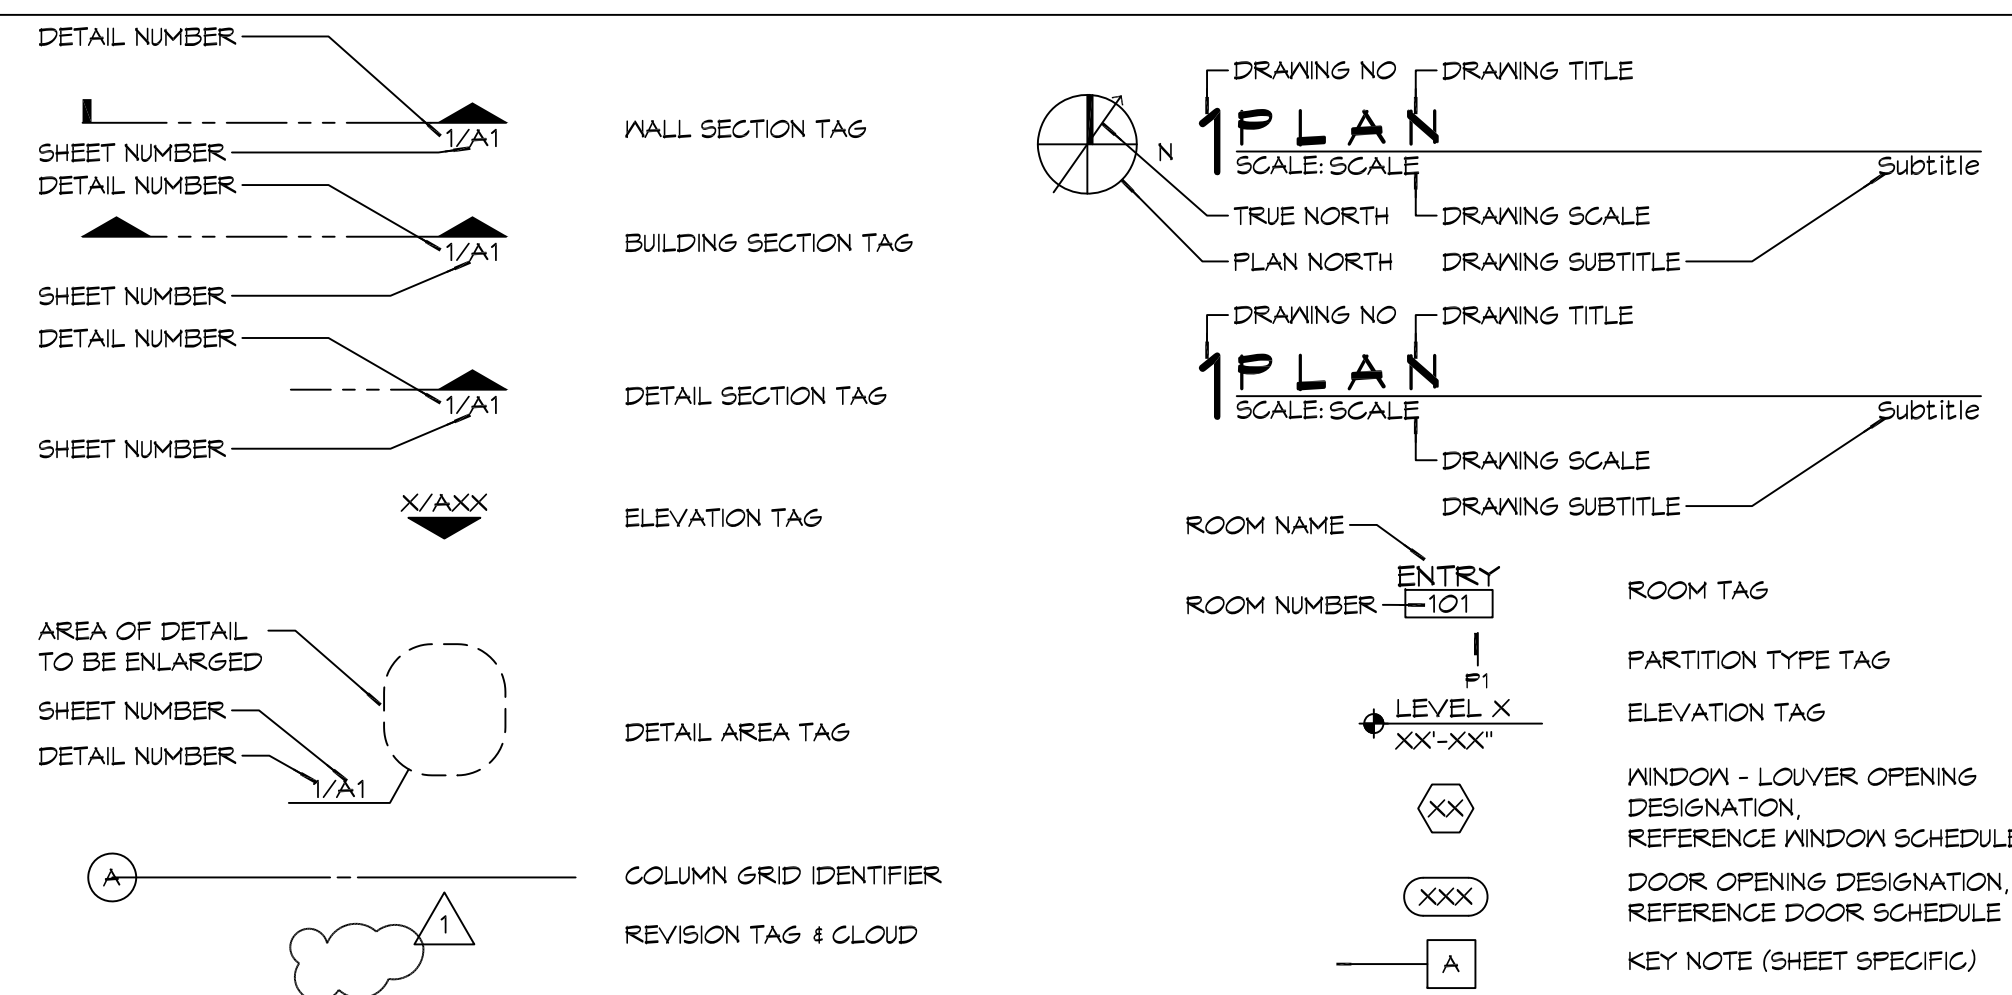 DETAIL NUMBER
1/A1
WALL SECTION TAG
SHEET NUMBER
DETAIL NUMBER
1/A1
BUILDING SECTION TAG
SHEET NUMBER
DETAIL NUMBER
1/A1
DETAIL SECTION TAG
SHEET NUMBER
X/AXX
ELEVATION TAG
AREA OF DETAIL
TO BE ENLARGED
SHEET NUMBER
DETAIL NUMBER
1/A1
DETAIL AREA TAG
A
COLUMN GRID IDENTIFIER
1
REVISION TAG & CLOUD
DRAWING NO
DRAWING TITLE
N
1
PLAN
SCALE: SCALE
Subtitle
TRUE NORTH
DRAWING SCALE
PLAN NORTH
DRAWING SUBTITLE
DRAWING NO
DRAWING TITLE
1
PLAN
SCALE: SCALE
Subtitle
DRAWING SCALE
DRAWING SUBTITLE
ROOM NAME
ENTRY
ROOM NUMBER
101
ROOM TAG
P1
PARTITION TYPE TAG
LEVEL X
XX'-XX"
ELEVATION TAG
XX
WINDOW - LOUVER OPENING
DESIGNATION,
REFERENCE WINDOW SCHEDULE
XXX
DOOR OPENING DESIGNATION,
REFERENCE DOOR SCHEDULE
A
KEY NOTE (SHEET SPECIFIC)